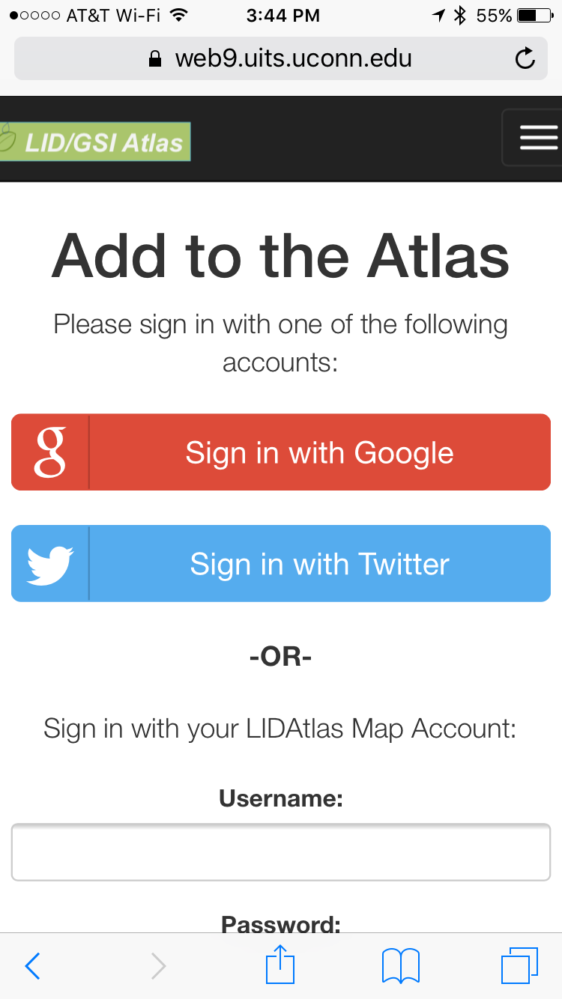 AT&T Wi-Fi 3:44 PM 55%
web9.uits.uconn.edu
LID/GSI Atlas
Add to the Atlas
Please sign in with one of the following
accounts:
g Sign in with Google
Sign in with Twitter
-OR-
Sign in with your LIDAtlas Map Account:
Username:
Password: